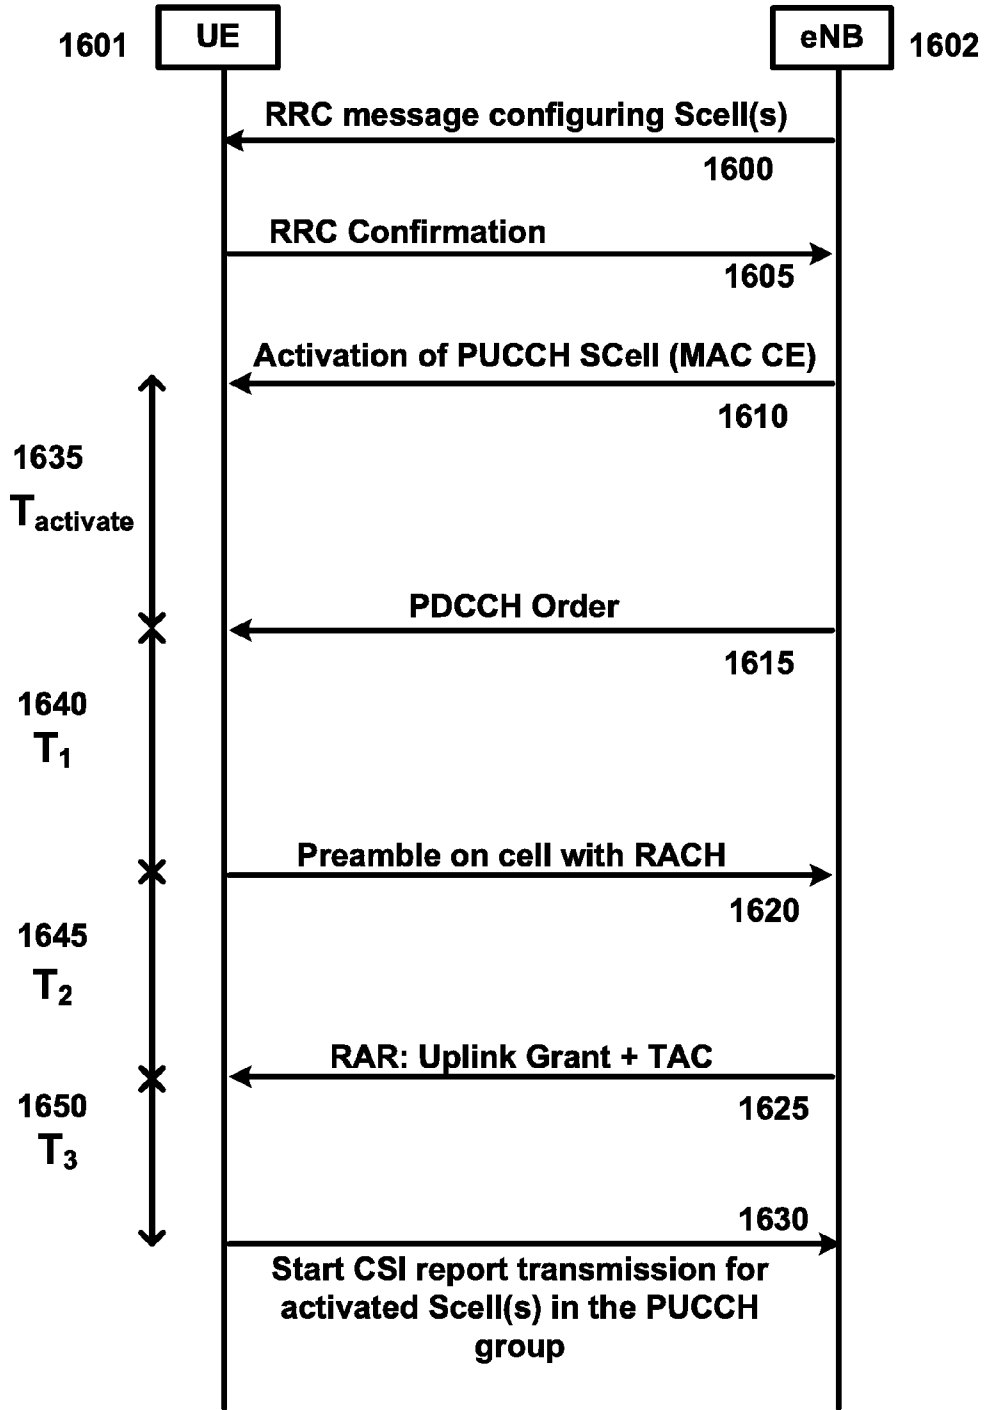 1601
UE
eNB
1602
RRC message configuring Scell(s)
1600
RRC Confirmation
1605
Activation of PUCCH SCell (MAC CE)
1610
1635
Tactivate
PDCCH Order
1615
1640
T1
Preamble on cell with RACH
1620
1645
T2
RAR: Uplink Grant + TAC
1625
1650
T3
1630
Start CSI report transmission for
activated Scell(s) in the PUCCH
group